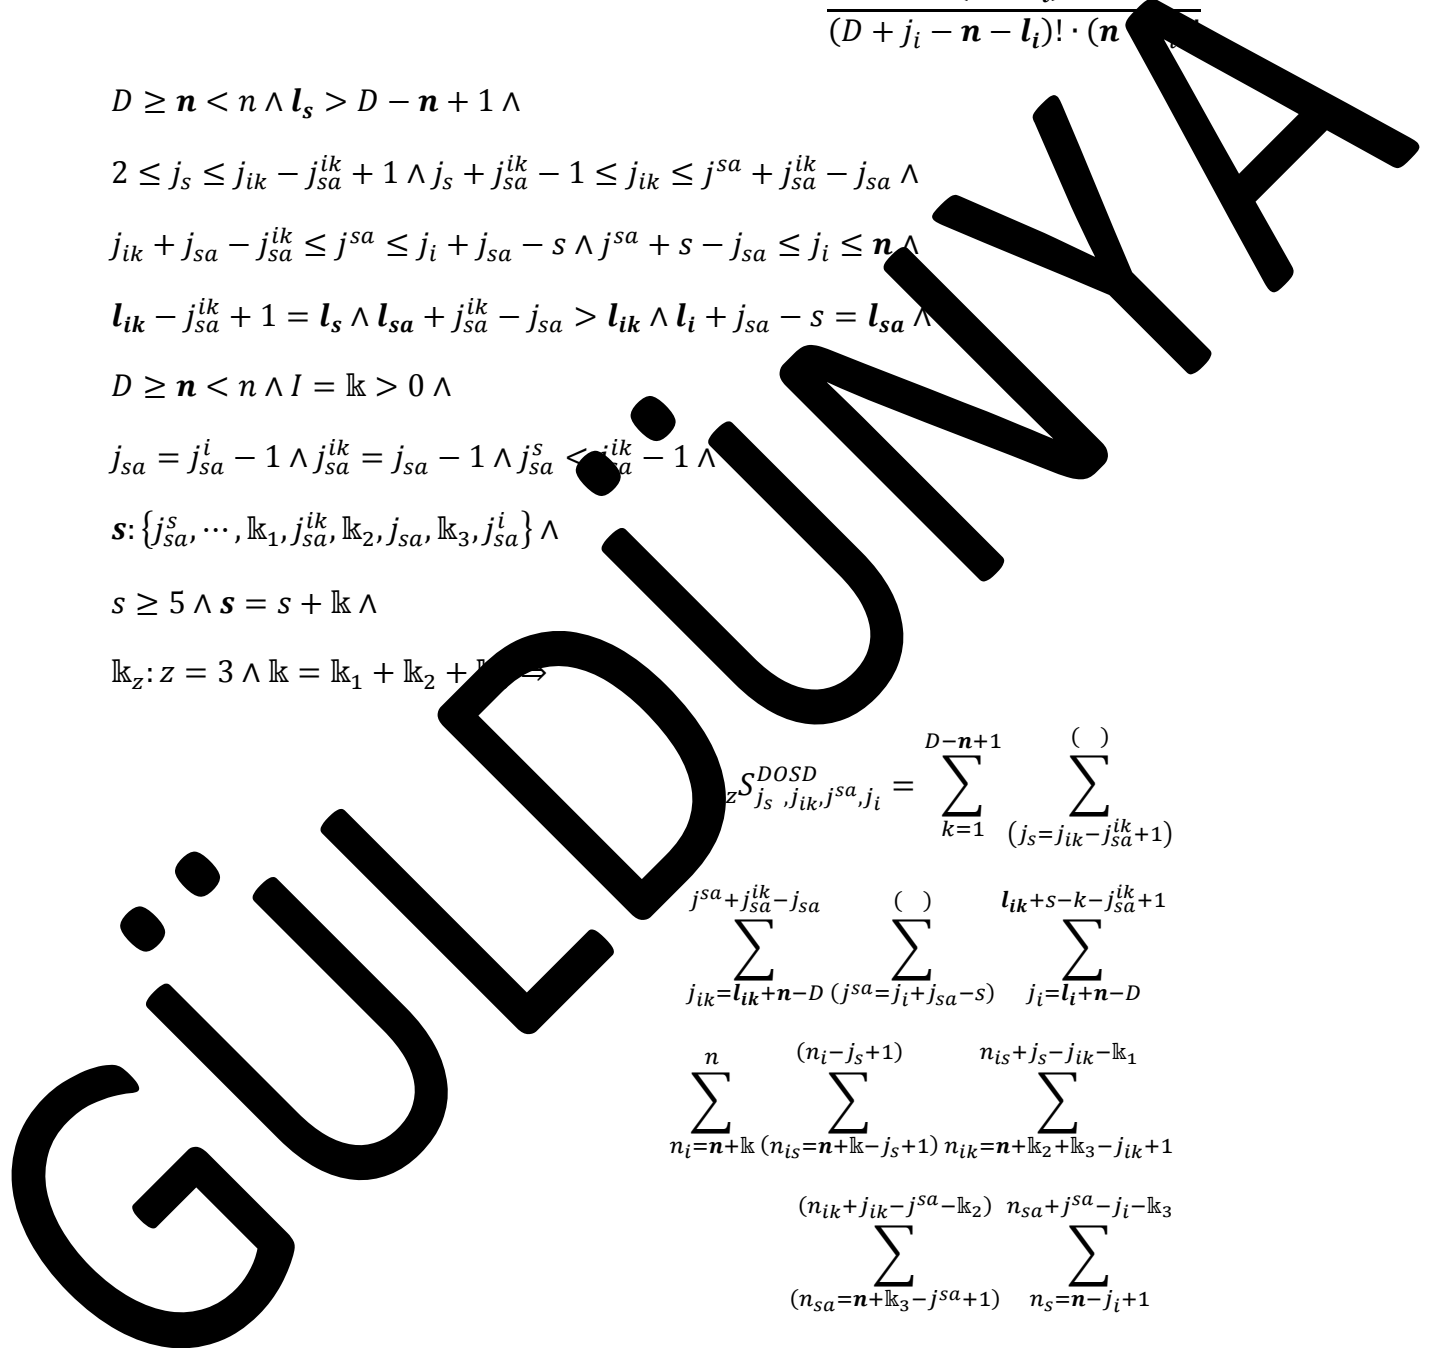 (D + j_i − n − l_i)! · (n
D ≥ n < n ∧ l_s > D − n + 1 ∧
2 ≤ j_s ≤ j_{ik} − j_{sa}^{ik} + 1 ∧ j_s + j_{sa}^{ik} − 1 ≤ j_{ik} ≤ j^{sa} + j_{sa}^{ik} − j_{sa} ∧
j_{ik} + j_{sa} − j_{sa}^{ik} ≤ j^{sa} ≤ j_i + j_{sa} − s ∧ j^{sa} + s − j_{sa} ≤ j_i ≤ n ∧
l_{ik} − j_{sa}^{ik} + 1 = l_s ∧ l_{sa} + j_{sa}^{ik} − j_{sa} > l_{ik} ∧ l_i + j_{sa} − s = l_{sa} ∧
D ≥ n < n ∧ I = 𝕜 > 0 ∧
j_{sa} = j_{sa}^i − 1 ∧ j_{sa}^{ik} = j_{sa} − 1 ∧ j_{sa}^s < j_{sa}^{ik} − 1 ∧
s: {j_{sa}^s, ⋯ , 𝕜_1, j_{sa}^{ik}, 𝕜_2, j_{sa}, 𝕜_3, j_{sa}^i} ∧
s ≥ 5 ∧ s = s + 𝕜 ∧
𝕜_z: z = 3 ∧ 𝕜 = 𝕜_1 + 𝕜_2 + ⇒
_z S_{j_s ,j_{ik},j^{sa},j_i}^{DOSD} = ∑_{k=1}^{D−n+1} ∑_{(j_s=j_{ik}−j_{sa}^{ik}+1)}^{( )}
∑_{j_{ik}=l_{ik}+n−D}^{j^{sa}+j_{sa}^{ik}−j_{sa}} ∑_{(j^{sa}=j_i+j_{sa}−s)}^{( )} ∑_{j_i=l_i+n−D}^{l_{ik}+s−k−j_{sa}^{ik}+1}
∑_{n_i=n+𝕜}^{n} ∑_{(n_{is}=n+𝕜−j_s+1)}^{(n_i−j_s+1)} ∑_{n_{ik}=n+𝕜_2+𝕜_3−j_{ik}+1}^{n_{is}+j_s−j_{ik}−𝕜_1}
∑_{(n_{sa}=n+𝕜_3−j^{sa}+1)}^{(n_{ik}+j_{ik}−j^{sa}−𝕜_2)} ∑_{n_s=n−j_i+1}^{n_{sa}+j^{sa}−j_i−𝕜_3}
GÜLDÜNYA